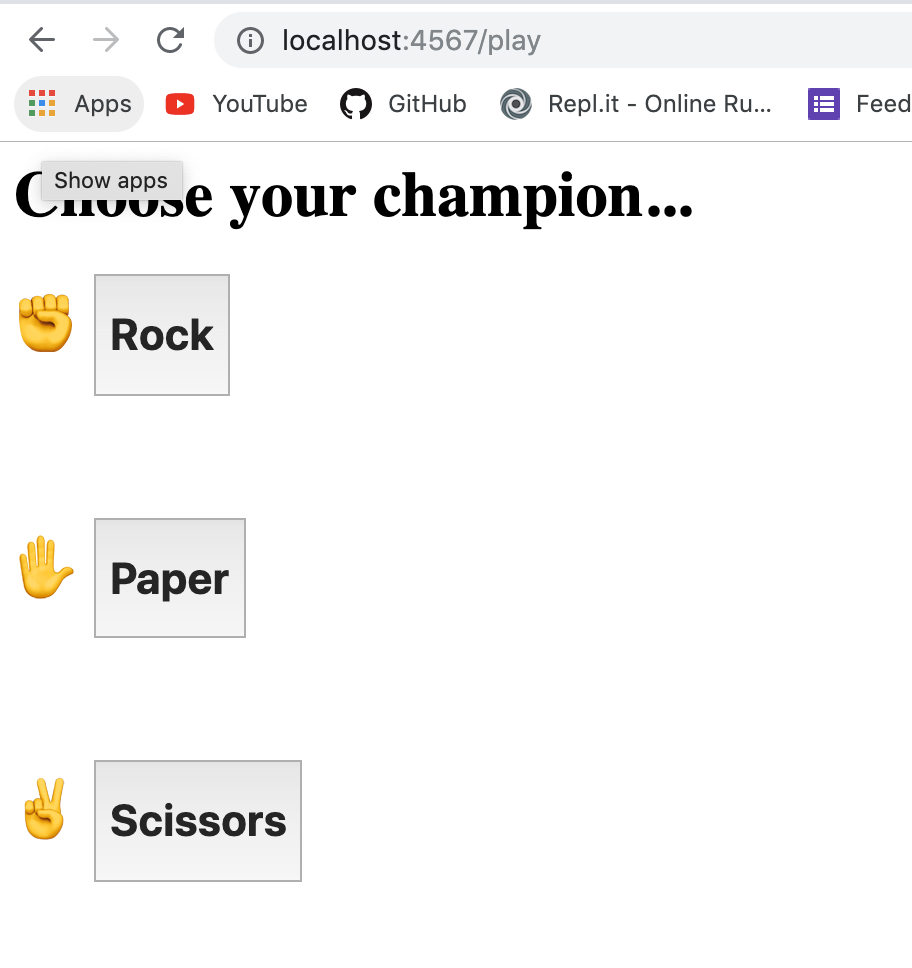 localhost:4567/play
Apps YouTube GitHub Repl.it - Online Ru... Feed
Show apps
Choose your champion...
Rock
Paper
Scissors